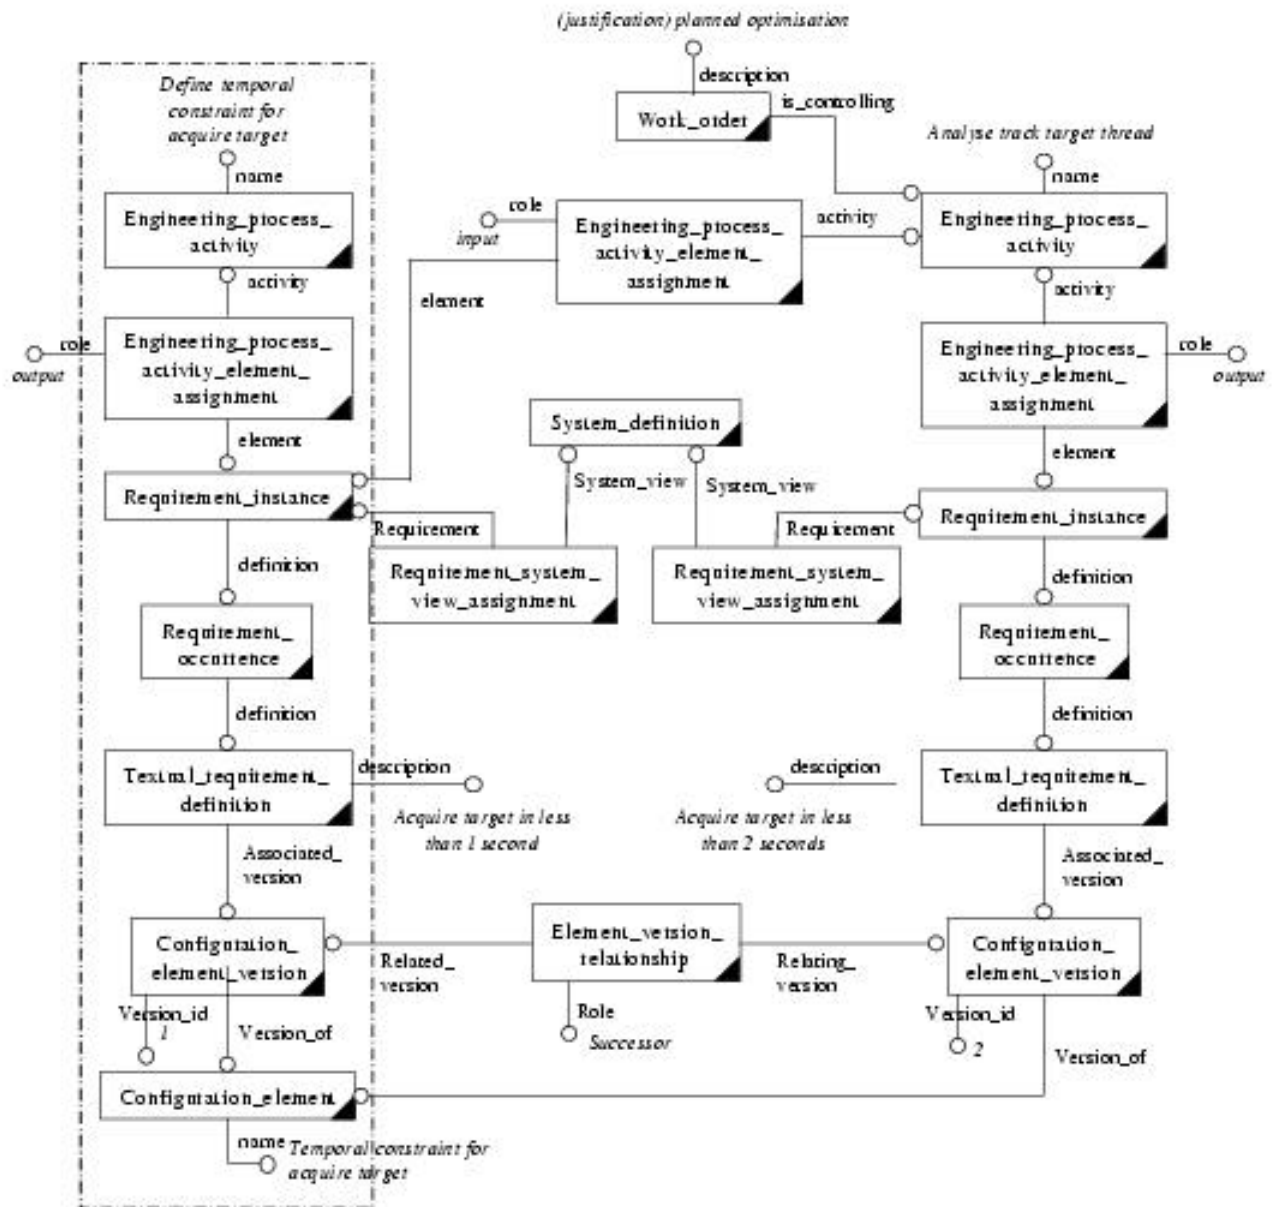 (justification) planned optimisation
description
Work_order
is_controlling
Define temporal
constraint for
acquire target
name
Engineering_process_
activity
activity
role
output
Engineering_process_
activity_element_
assignment
element
Requirement_instance
definition
Requirement_
occurrence
definition
Textual_requirement_
definition
description
Acquire target in less
than 1 second
Associated_
version
Configuration_
element_version
Version_id
1
Version_of
Configuration_element
name
Temporal constraint for
acquire target
role
input
Engineering_process_
activity_element_
assignment
activity
element
System_definition
System_view
System_view
Requirement
Requirement
Requirement_system_
view_assignment
Requirement_system_
view_assignment
Element_version_
relationship
Related_
version
Relating_
version
Role
Successor
Analyse track target thread
name
Engineering_process_
activity
activity
Engineering_process_
activity_element_
assignment
role
output
element
Requirement_instance
definition
Requirement_
occurrence
definition
Textual_requirement_
definition
description
Acquire target in less
than 2 seconds
Associated_
version
Configuration_
element_version
Version_id
2
Version_of